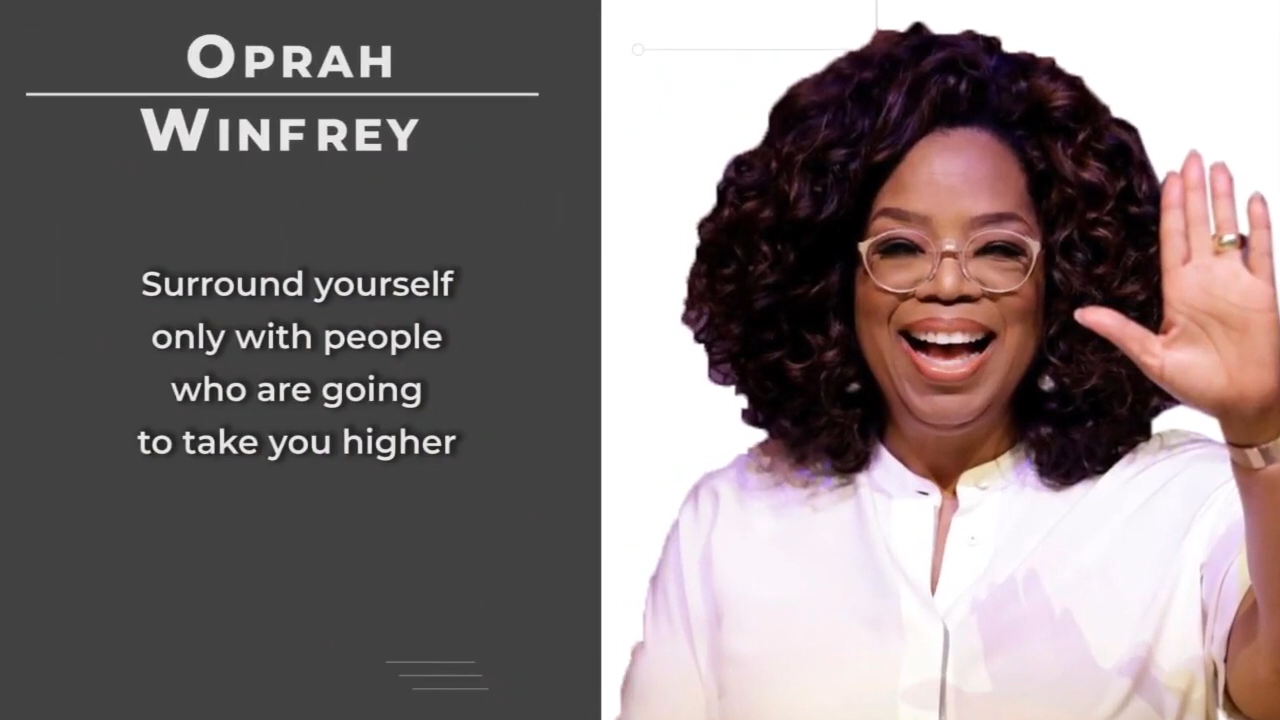 Oprah
Winfrey
Surround yourself
only with people
who are going
to take you higher